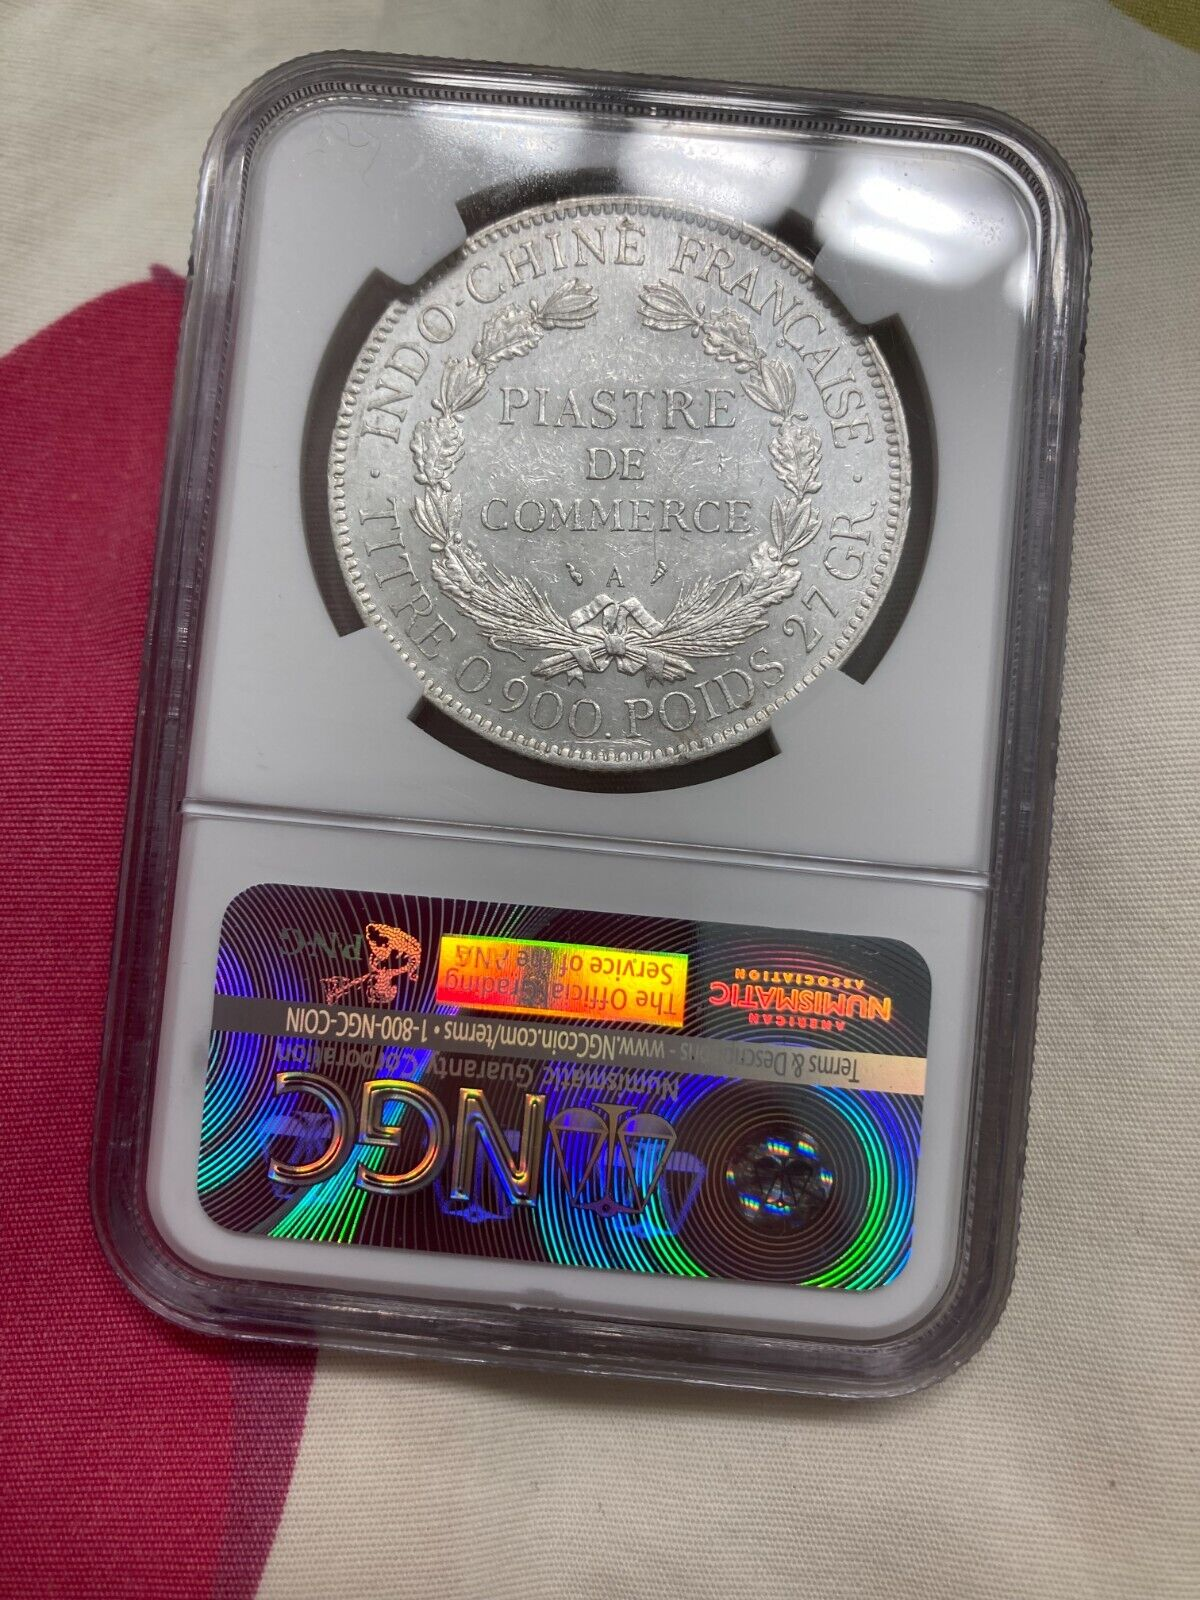 INDO-CHINE FRANÇAISE
PIASTRE
DE
COMMERCE
A
· TITRE 0.900. POIDS 27 GR ·
NGC
Numismatic Guaranty Corporation
Terms & Descriptions - www.NGCcoin.com/terms • 1-800-NGC-COIN
AMERICAN
NUMISMATIC
ASSOCIATION
The Official Grading
Service of the ANA
PNG